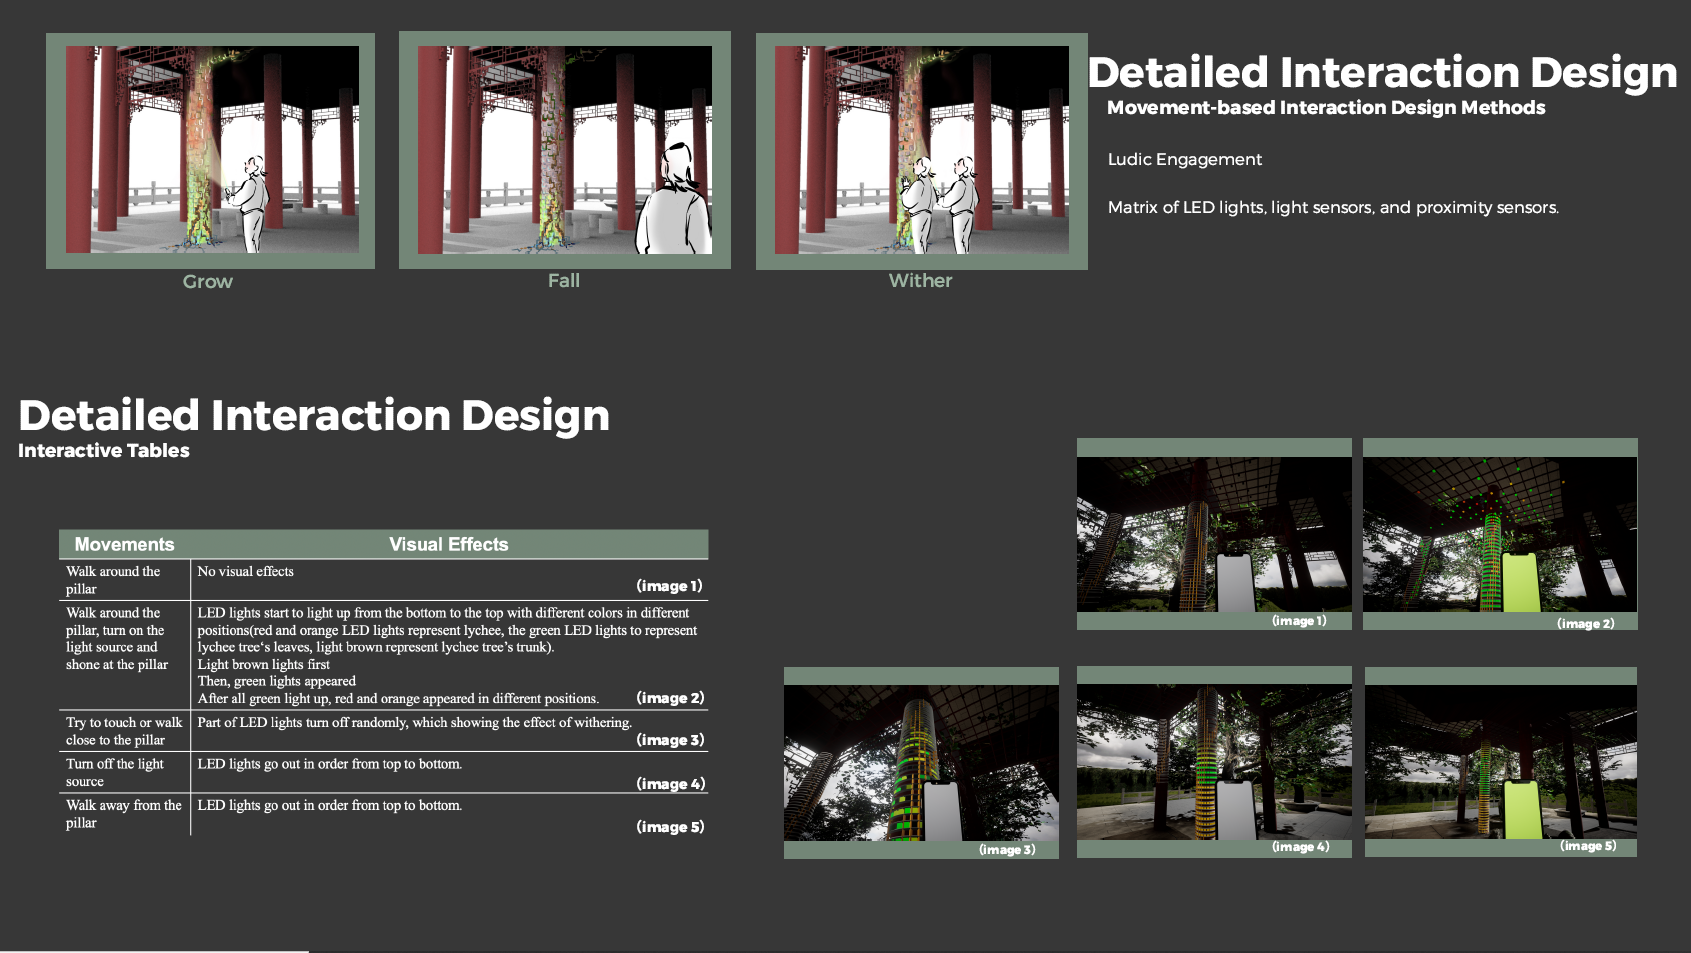 Grow
Fall
Wither
Detailed Interaction Design
Movement-based Interaction Design Methods
Ludic Engagement
Matrix of LED lights, light sensors, and proximity sensors.
Detailed Interaction Design
Interactive Tables
Movements
Visual Effects
Walk around the
pillar
No visual effects
(image 1)
Walk around the
pillar, turn on the
light source and
shone at the pillar
LED lights start to light up from the bottom to the top with different colors in different
positions(red and orange LED lights represent lychee, the green LED lights to represent
lychee tree‘s leaves, light brown represent lychee tree’s trunk).
Light brown lights first
Then, green lights appeared
After all green light up, red and orange appeared in different positions.
(image 2)
Try to touch or walk
close to the pillar
Part of LED lights turn off randomly, which showing the effect of withering.
(image 3)
Turn off the light
source
LED lights go out in order from top to bottom.
(image 4)
Walk away from the
pillar
LED lights go out in order from top to bottom.
(image 5)
(image 1)
(image 2)
(image 3)
(image 4)
(image 5)